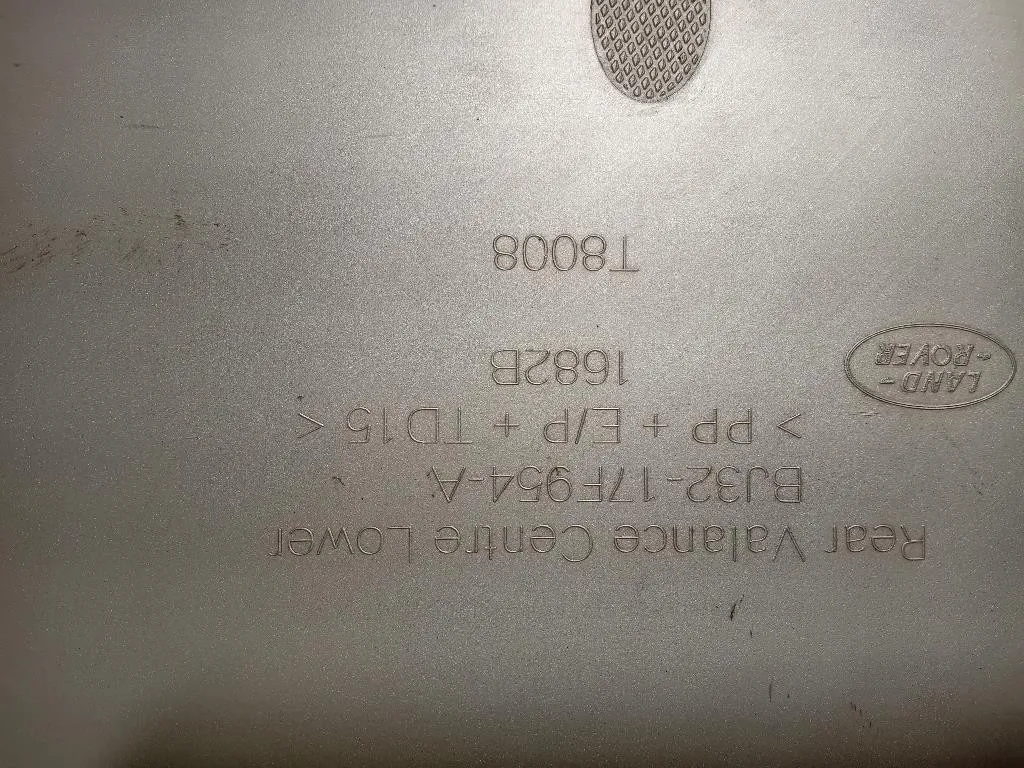 Rear Valance Centre Lower
BJ32-17F954-A
> PP + E/P + TD15 <
1682B
T8008
LAND-
-ROVER